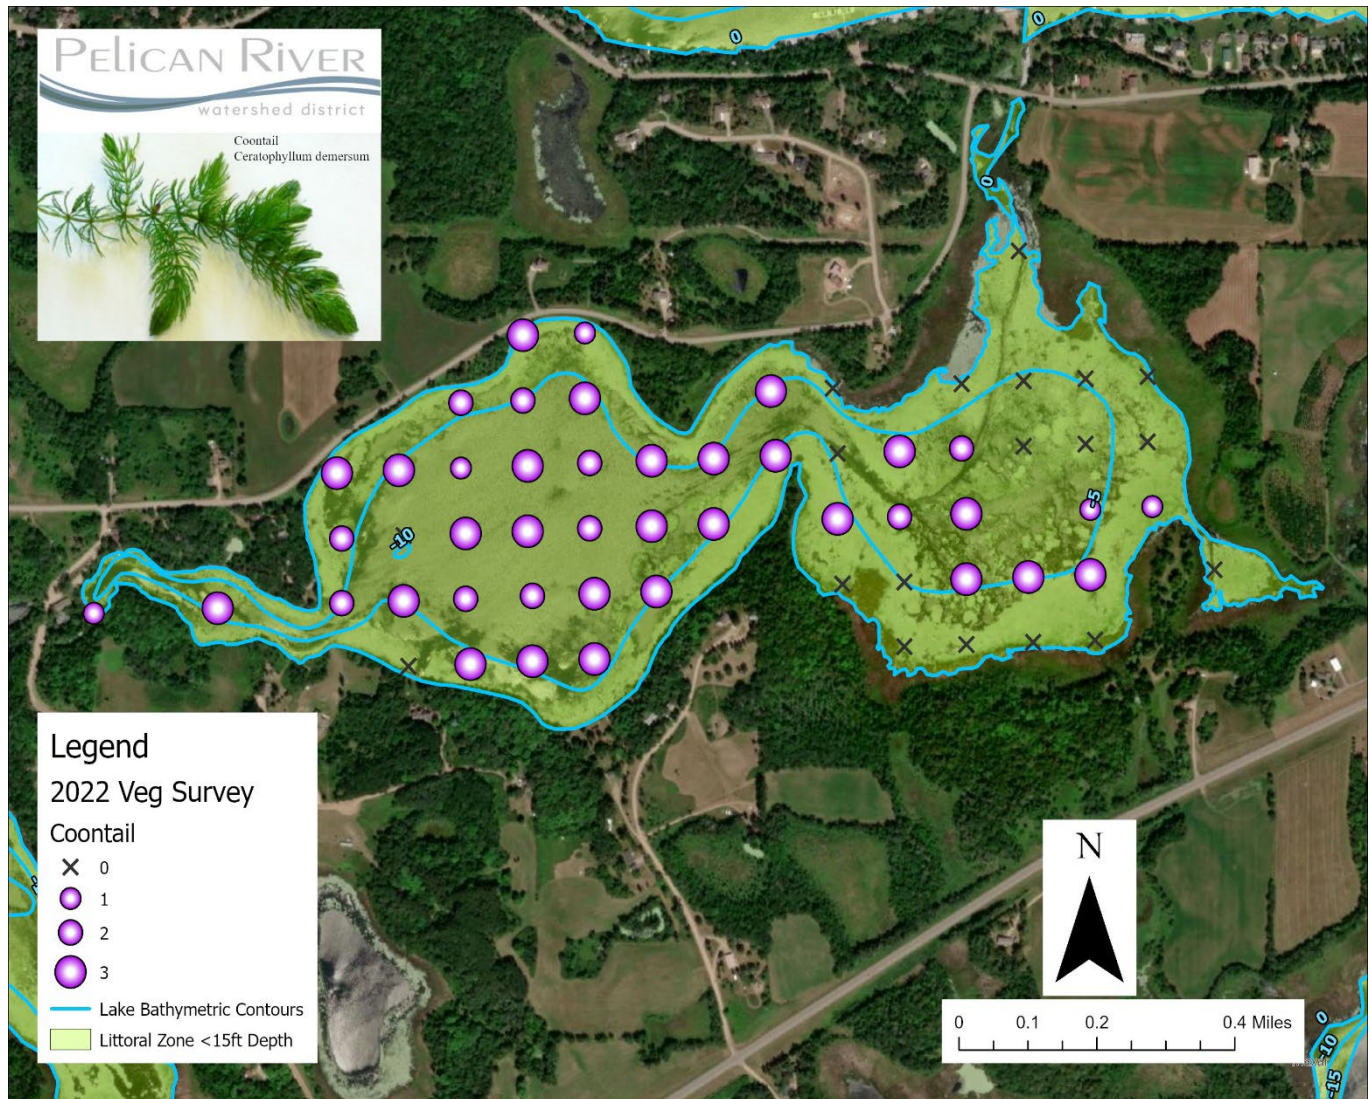 PELICAN RIVER
watershed district
Coontail
Ceratophyllum demersum
0
0
0
-10
-5
Legend
2022 Veg Survey
Coontail
0
1
2
3
Lake Bathymetric Contours
Littoral Zone <15ft Depth
N
0 0.1 0.2 0.4 Miles
0
-10
-15